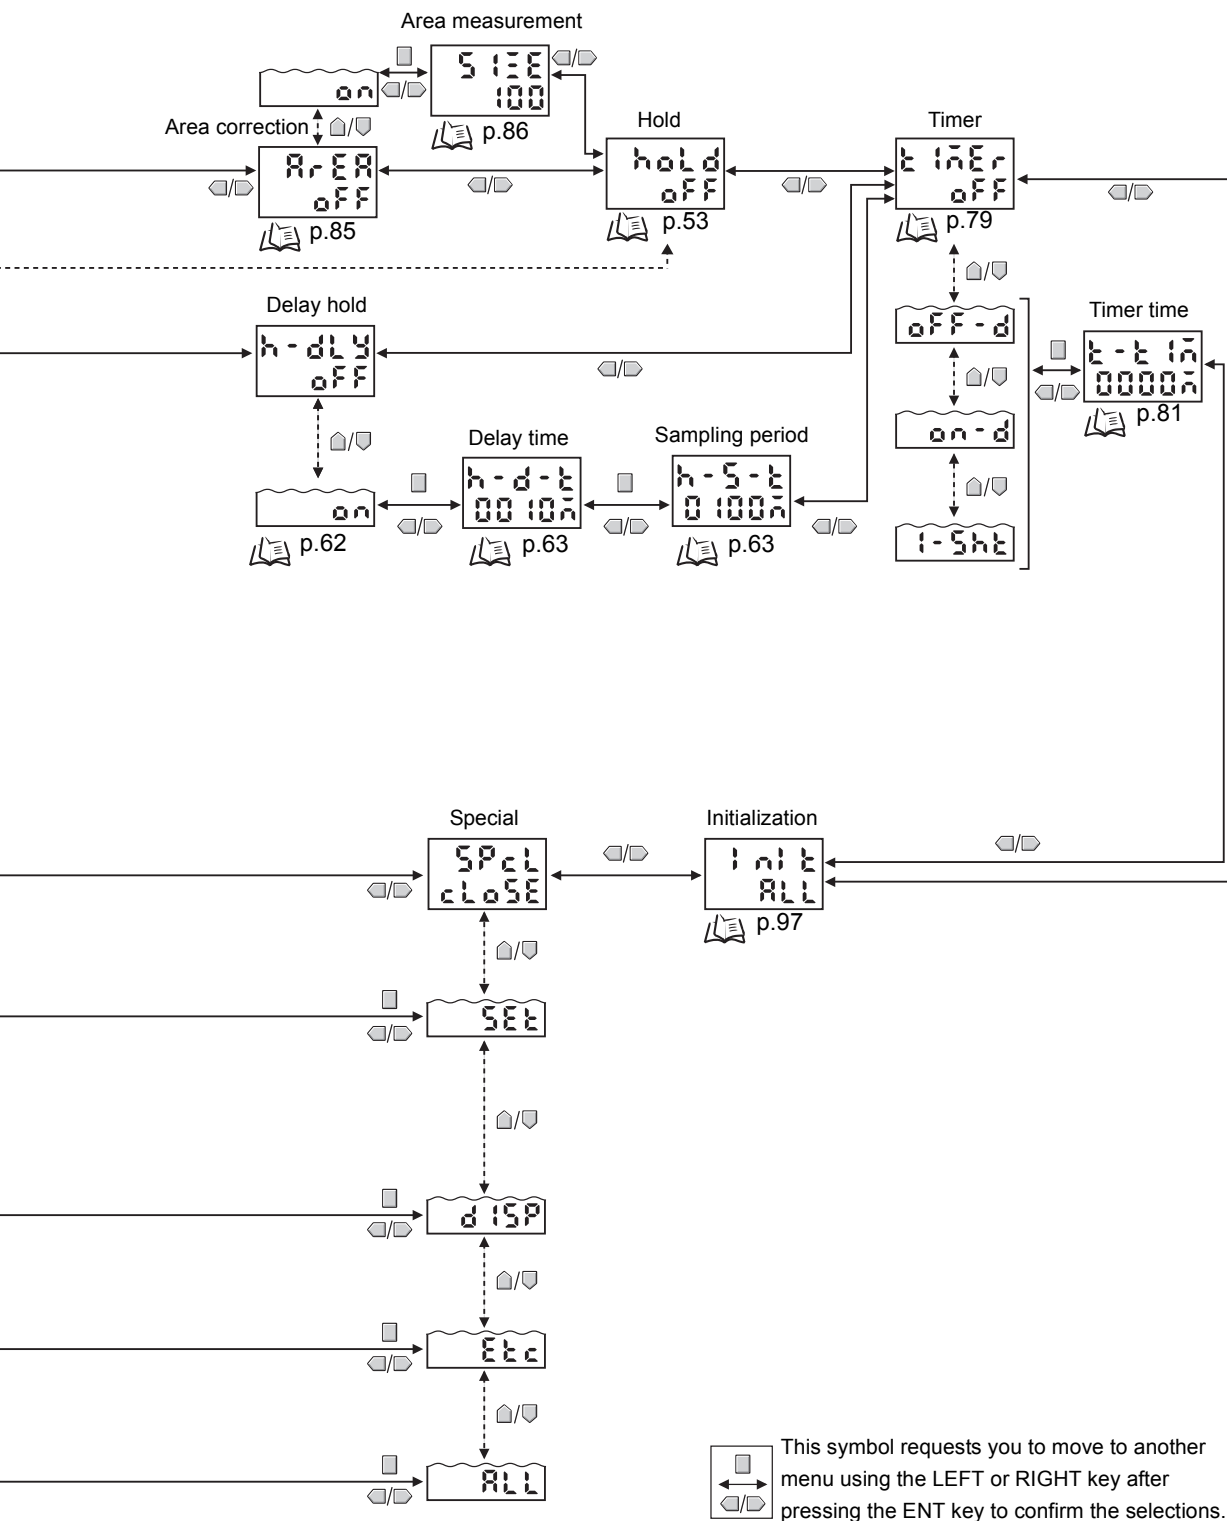 Area measurement
SIZE
100
p.86
on
Area correction
ArEA
oFF
p.85
Hold
hoLd
oFF
p.53
Timer
tImEr
oFF
p.79
Delay hold
h-dLY
oFF
oFF-d
Timer time
t-tIm
0000m
p.81
on-d
Delay time
h-d-t
0010m
p.63
Sampling period
h-S-t
0100m
p.63
on
p.62
1-Sht
Special
SPcL
cLoSE
Initialization
InIt
ALL
p.97
SEt
dISP
Etc
ALL
This symbol requests you to move to another
menu using the LEFT or RIGHT key after
pressing the ENT key to confirm the selections.